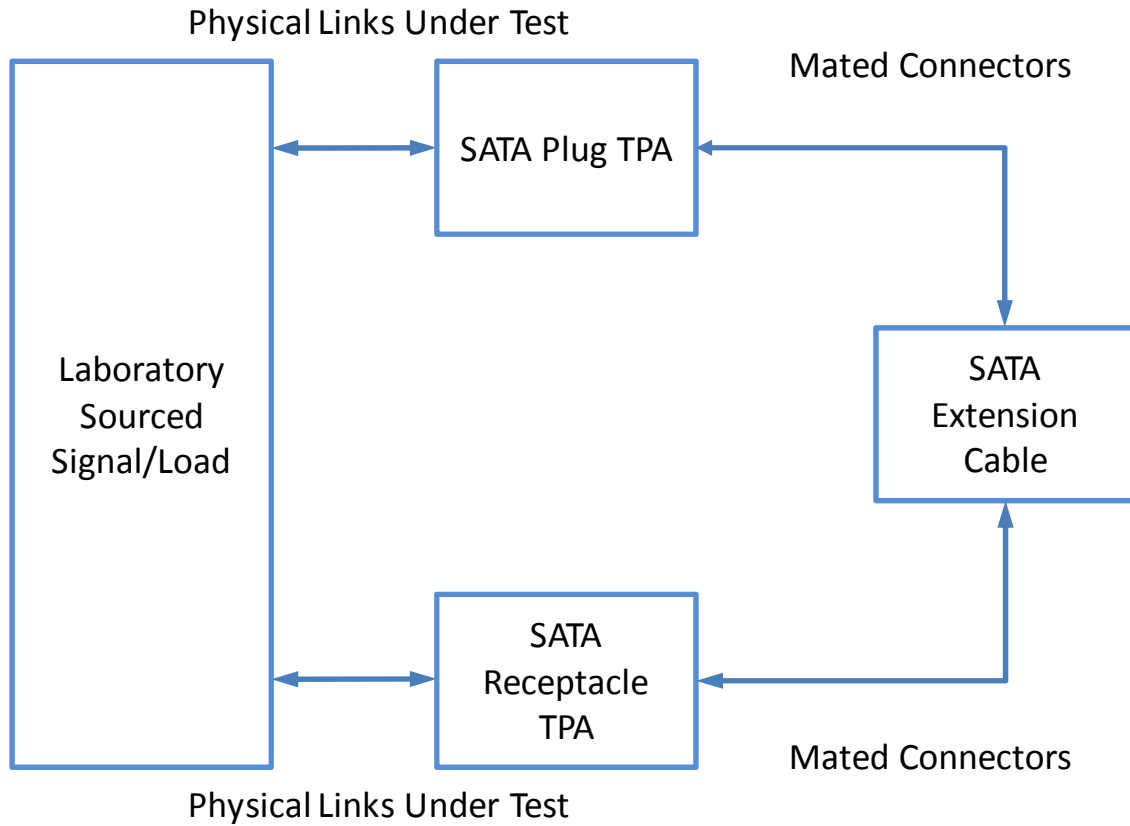 Physical Links Under Test
Mated Connectors
SATA Plug TPA
Laboratory
Sourced
Signal/Load
SATA
Extension
Cable
SATA
Receptacle
TPA
Mated Connectors
Physical Links Under Test